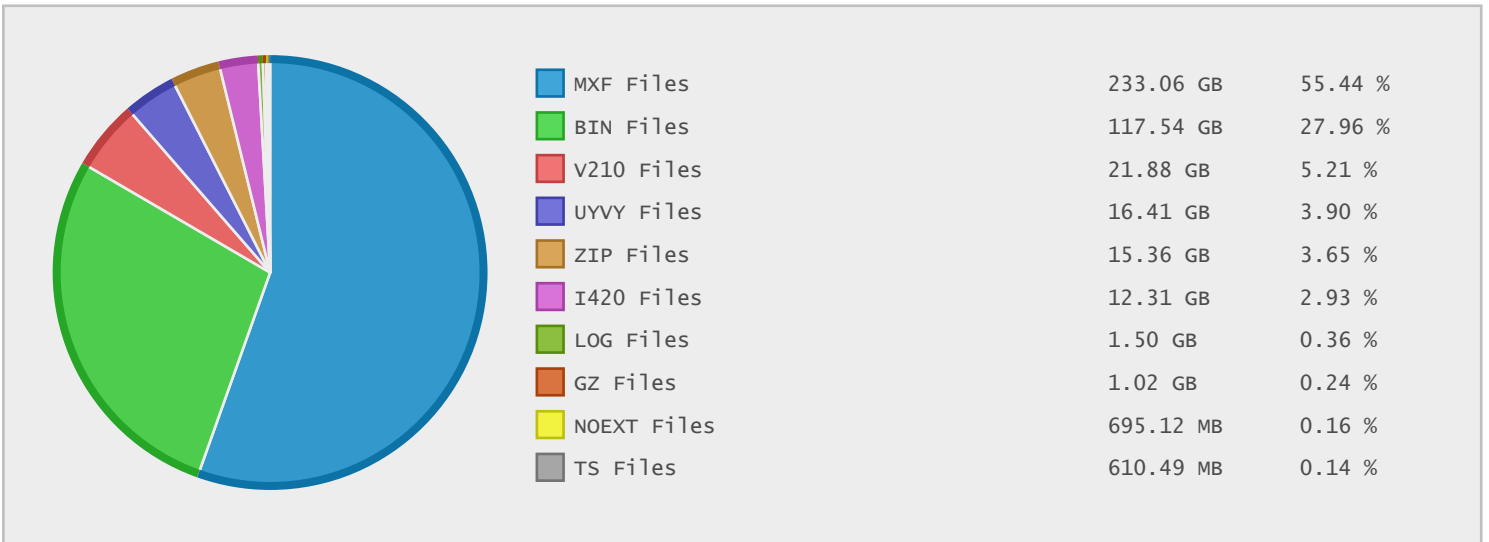 MXF Files 233.06 GB 55.44 %
BIN Files 117.54 GB 27.96 %
V210 Files 21.88 GB 5.21 %
UYVY Files 16.41 GB 3.90 %
ZIP Files 15.36 GB 3.65 %
I420 Files 12.31 GB 2.93 %
LOG Files 1.50 GB 0.36 %
GZ Files 1.02 GB 0.24 %
NOEXT Files 695.12 MB 0.16 %
TS Files 610.49 MB 0.14 %